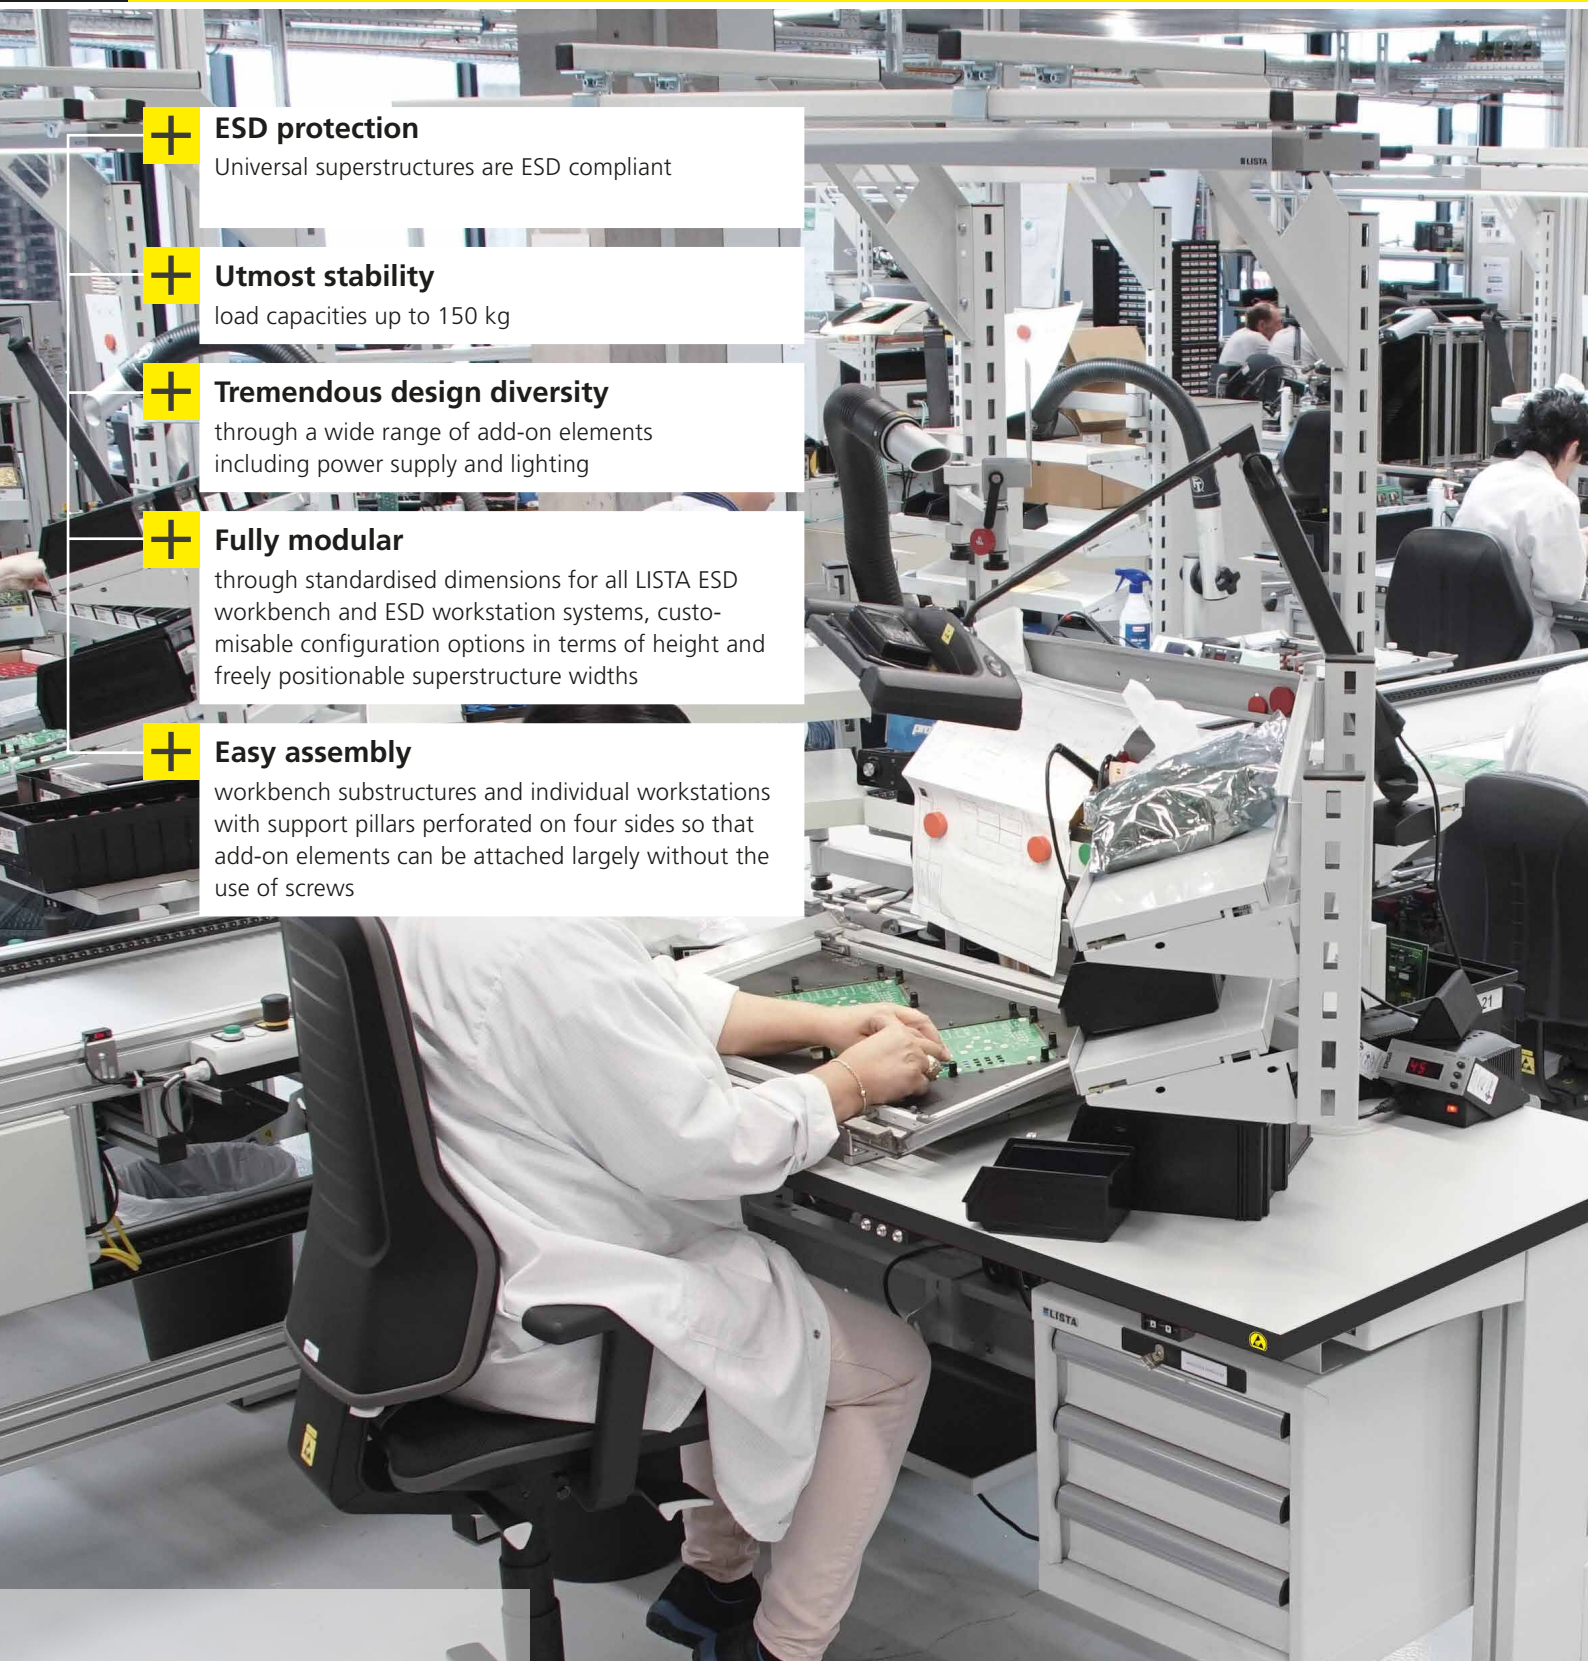 ESD protection
Universal superstructures are ESD compliant
Utmost stability
load capacities up to 150 kg
Tremendous design diversity
through a wide range of add-on elements
including power supply and lighting
Fully modular
through standardised dimensions for all LISTA ESD
workbench and ESD workstation systems, custo-
misable configuration options in terms of height and
freely positionable superstructure widths
Easy assembly
workbench substructures and individual workstations
with support pillars perforated on four sides so that
add-on elements can be attached largely without the
use of screws
LISTA
21
45
LISTA